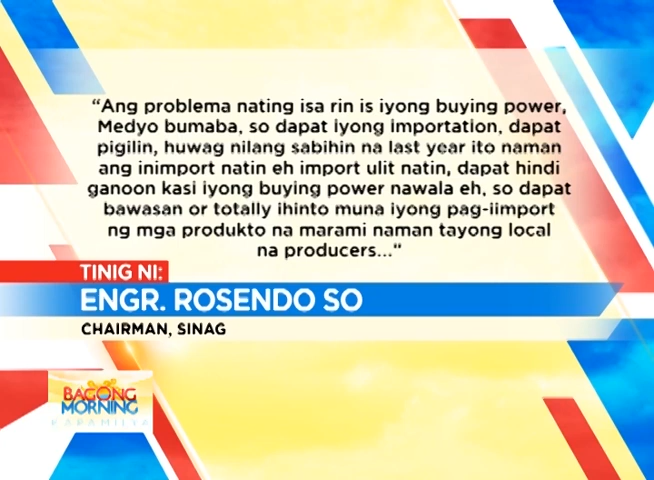 “Ang problema nating isa rin is iyong buying power,
Medyo bumaba, so dapat iyong importation, dapat
pigilin, huwag nilang sabihin na last year ito naman
ang inimport natin eh import ulit natin, dapat hindi
ganoon kasi iyong buying power nawala eh, so dapat
bawasan or totally ihinto muna iyong pag-iimport
ng mga produkto na marami naman tayong local
na producers...”
TINIG NI:
ENGR. ROSENDO SO
CHAIRMAN, SINAG
BAGONG
MORNING
KAPAMILYA